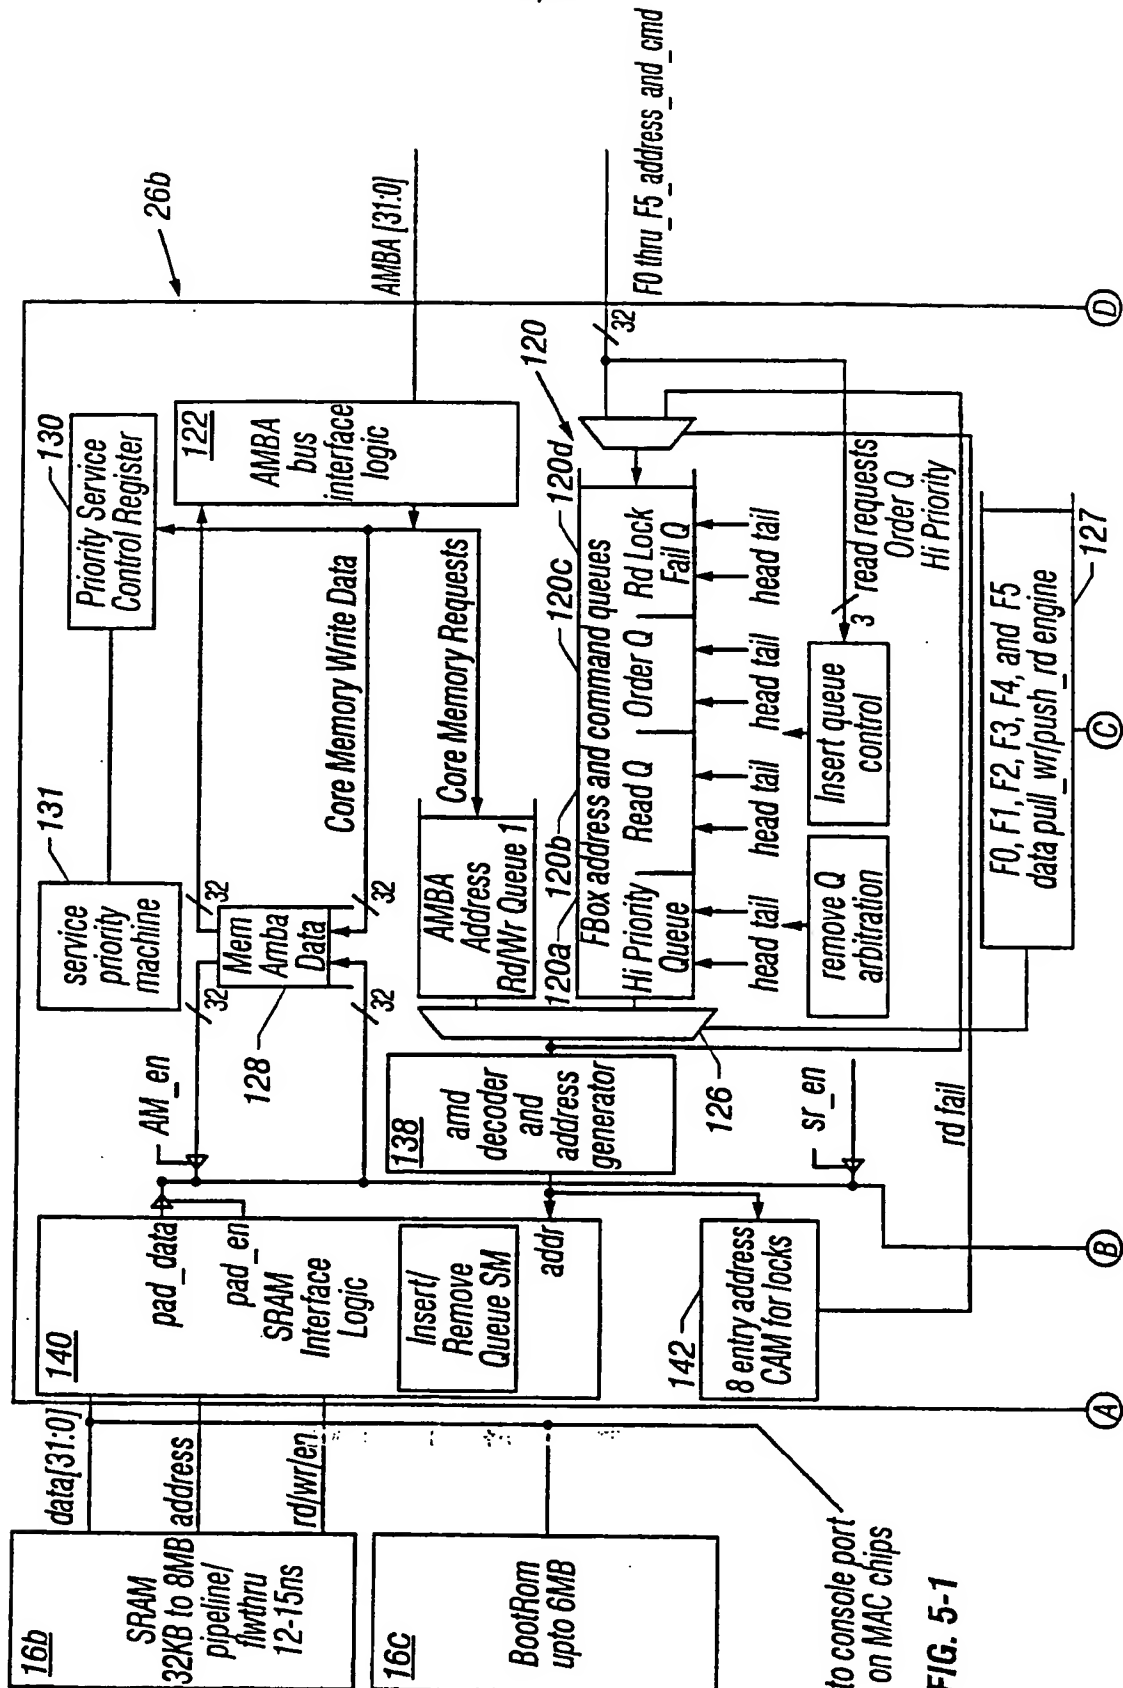 26b
16b
SRAM
32KB to 8MB
pipeline/
flwthru
12-15ns
data[31:0]
address
rd/wr/en
16c
BootRom
upto 6MB
to console port
on MAC chips
140
pad_data
pad_en
SRAM
Interface
Logic
Insert/
Remove
Queue SM
addr
AM_en
131
service
priority
machine
130
Priority Service
Control Register
32
32
Mem
Amba
Data
32
32
128
Core Memory Write Data
122
AMBA
bus
interface
logic
AMBA [31:0]
Core Memory Requests
AMBA
Address
Rd/Wr Queue 1
138
amd
decoder
and
address
generator
126
120a
120b
120c
120d
120
FBox address and command queues
Hi Priority
Queue
Read Q
Order Q
Rd Lock
Fail Q
head tail
head tail
head tail
head tail
32
F0 thru_F5_address_and_cmd
142
8 entry address
CAM for locks
sr_en
rd fail
remove Q
arbitration
Insert queue
control
3
read requests
Order Q
Hi Priority
F0, F1, F2, F3, F4, and F5
data pull_wr/push_rd engine
127
A
B
C
D
FIG. 5-1